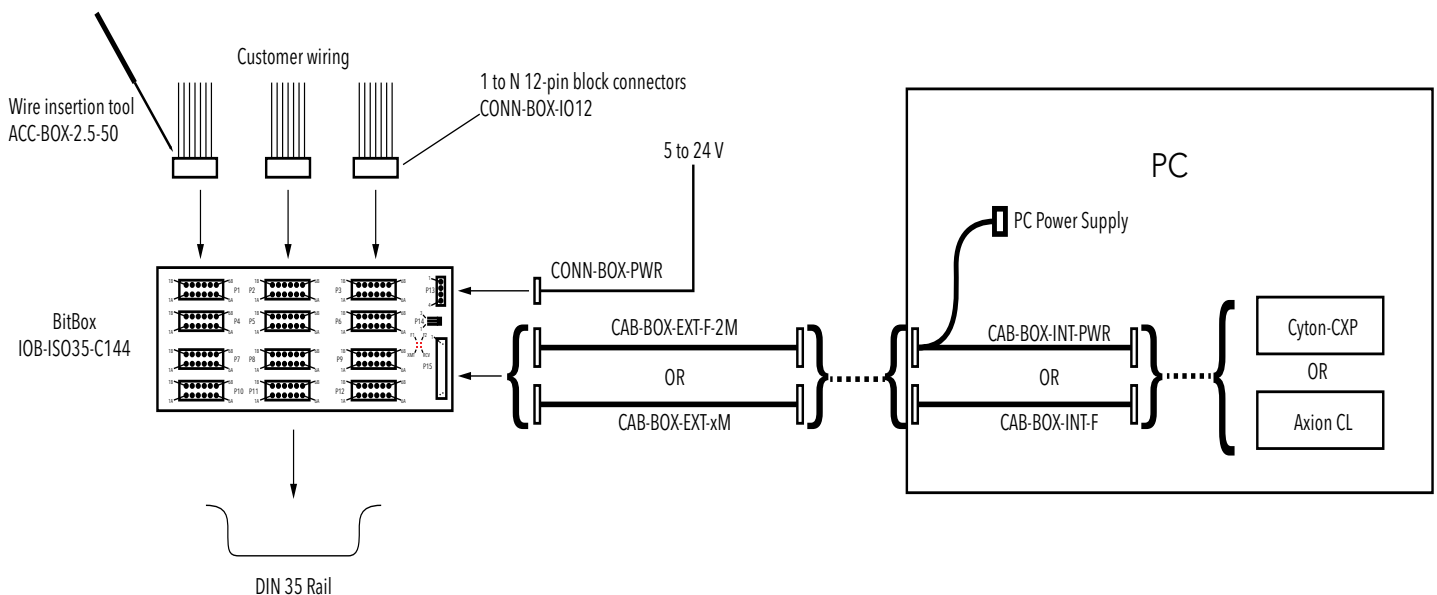 Customer wiring
1 to N 12-pin block connectors
CONN-BOX-IO12
Wire insertion tool
ACC-BOX-2.5-50
5 to 24 V
PC
PC Power Supply
CONN-BOX-PWR
BitBox
IOB-ISO35-C144
P1 P2 P3 P13
P4 P5 P6 P14
P7 P8 P9 P15
P10 P11 P12
CAB-BOX-EXT-F-2M
OR
CAB-BOX-EXT-xM
CAB-BOX-INT-PWR
OR
CAB-BOX-INT-F
Cyton-CXP
OR
Axion CL
DIN 35 Rail